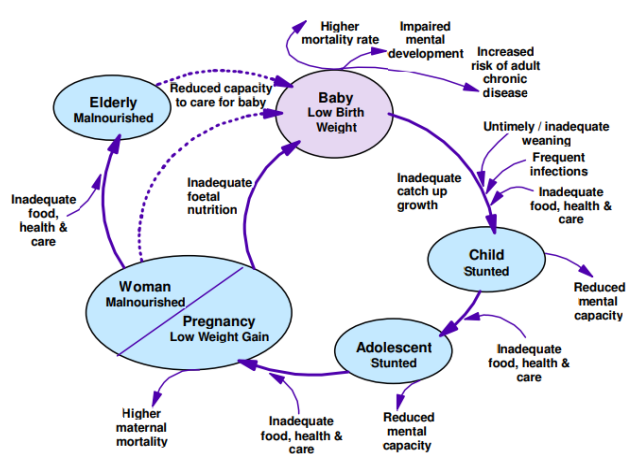 Higher
mortality rate
Impaired
mental
development
Increased
risk of adult
chronic
disease
Elderly
Malnourished
Reduced capacity
to care for baby
Baby
Low Birth
Weight
Untimely / inadequate
weaning
Frequent
infections
Inadequate
food, health &
care
Inadequate
catch up
growth
Inadequate
foetal
nutrition
Inadequate
food,
health &
care
Child
Stunted
Reduced
mental
capacity
Woman
Malnourished
Pregnancy
Low Weight Gain
Adolescent
Stunted
Inadequate
food, health &
care
Higher
maternal
mortality
Inadequate
food, health &
care
Reduced
mental
capacity